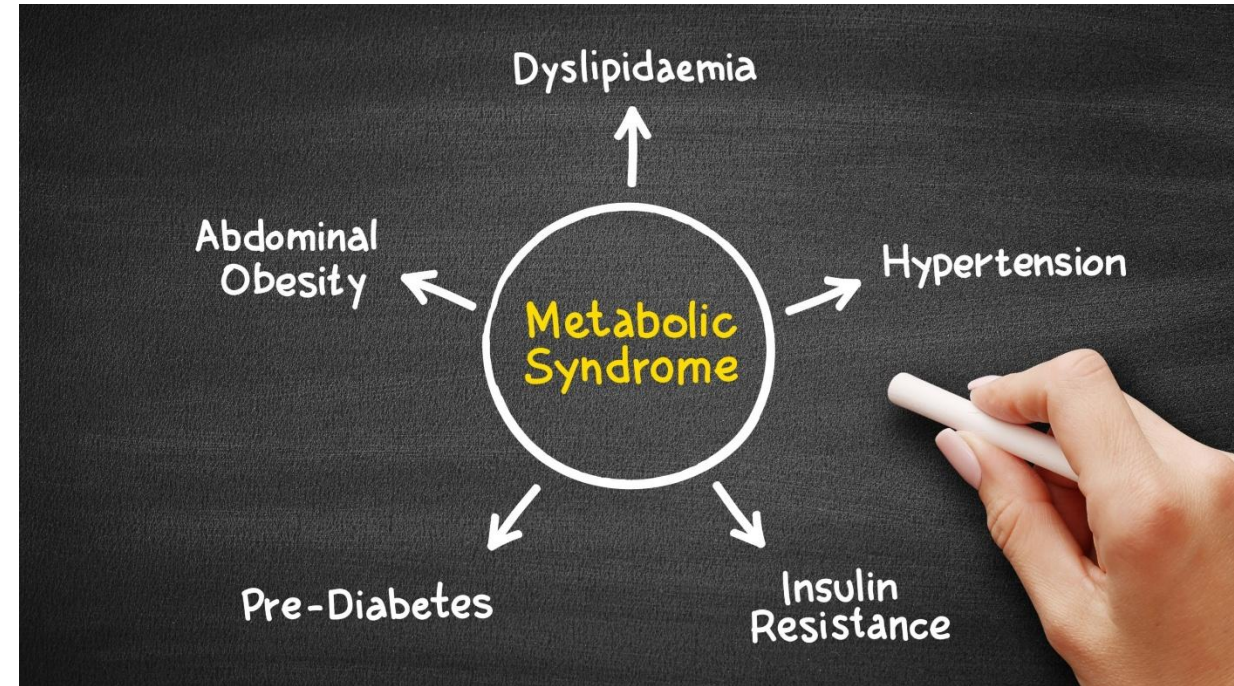 Dyslipidaemia
Abdominal
Obesity
Hypertension
Metabolic
Syndrome
Pre-Diabetes
Insulin
Resistance